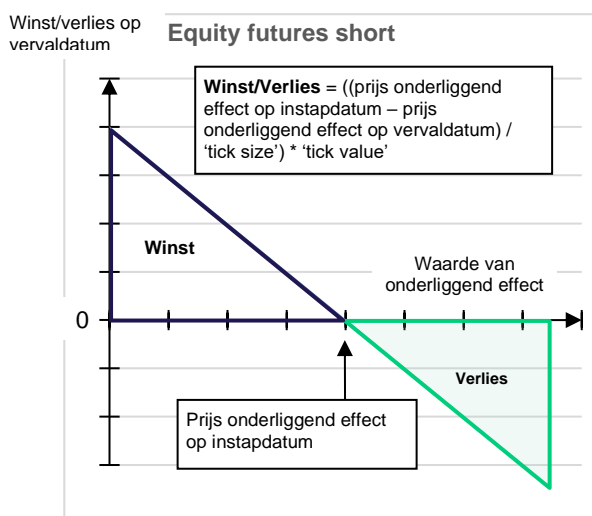 Winst/verlies op
vervaldatum
Equity futures short
Winst/Verlies = ((prijs onderliggend
effect op instapdatum – prijs
onderliggend effect op vervaldatum) /
‘tick size’) * ‘tick value’
Winst
Waarde van
onderliggend effect
0
Verlies
Prijs onderliggend effect
op instapdatum